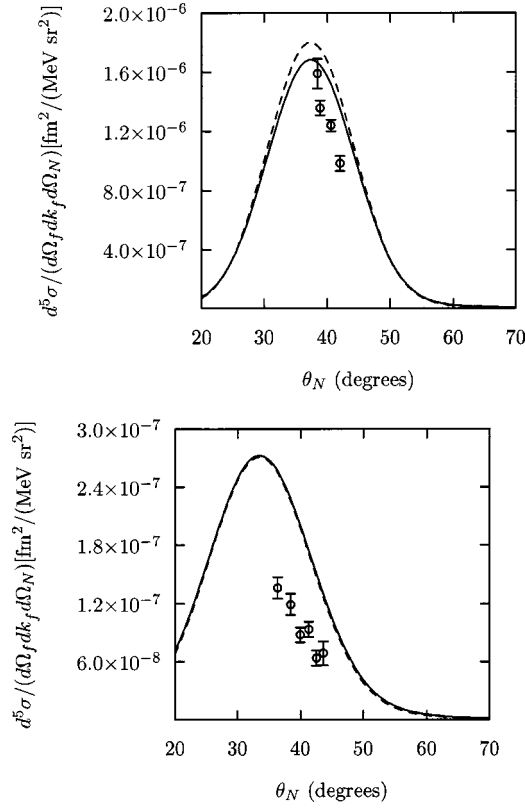 2.0×10⁻⁶
1.6×10⁻⁶
1.2×10⁻⁶
8.0×10⁻⁷
4.0×10⁻⁷
d⁵σ/(dΩ_f dk_f dΩ_N)[fm²/(MeV sr²)]
20 30 40 50 60 70
θ_N (degrees)
3.0×10⁻⁷
2.4×10⁻⁷
1.8×10⁻⁷
1.2×10⁻⁷
6.0×10⁻⁸
d⁵σ/(dΩ_f dk_f dΩ_N)[fm²/(MeV sr²)]
20 30 40 50 60 70
θ_N (degrees)